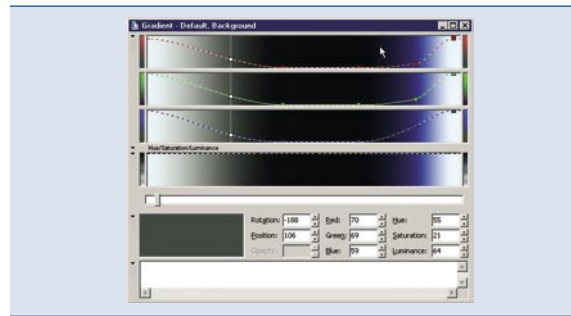 Gradient - Default, Background
Hue/Saturation/Luminance
Rotation: -188 Red: 70 Hue: 55
Position: 106 Green: 69 Saturation: 21
Opacity: Blue: 59 Luminance: 64